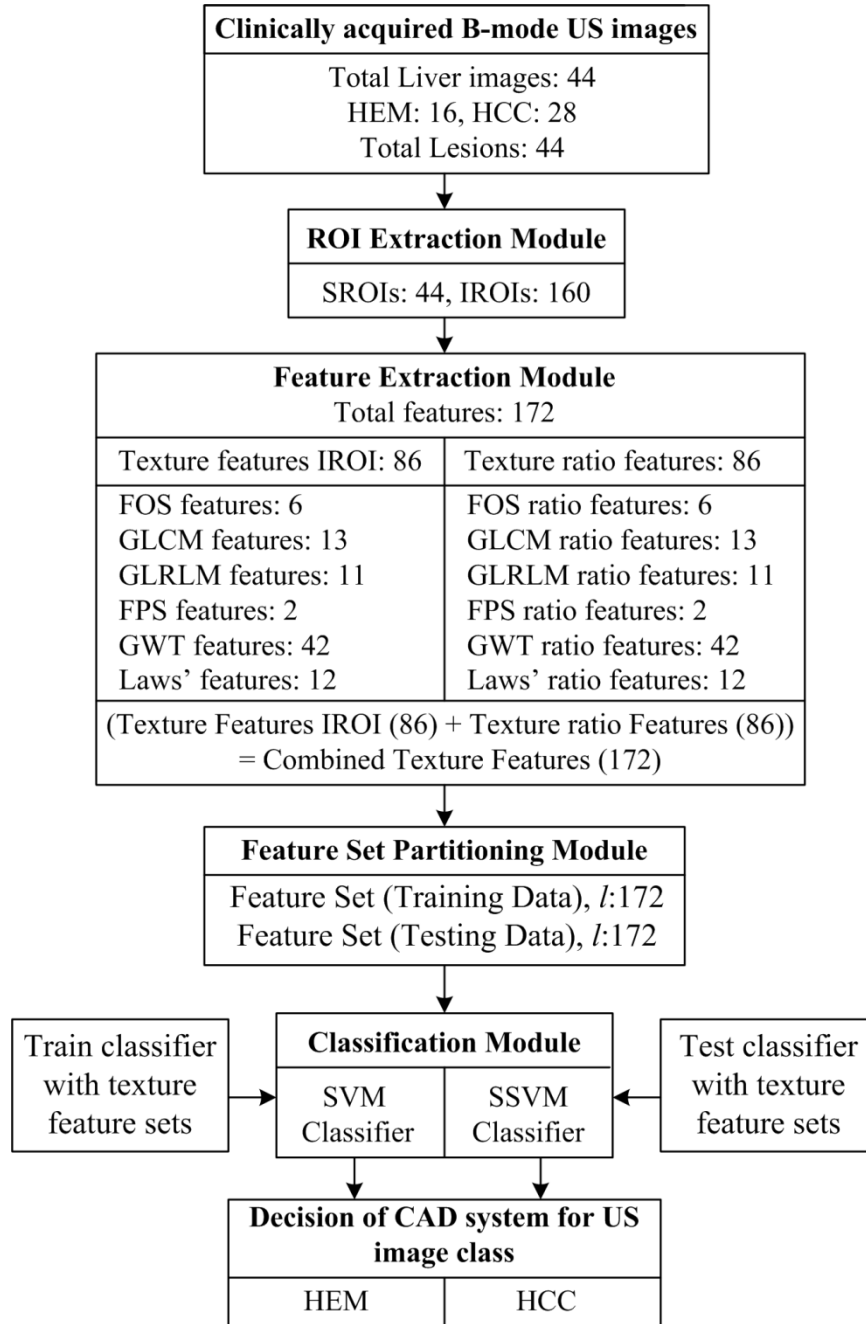 Clinically acquired B-mode US images
Total Liver images: 44
HEM: 16, HCC: 28
Total Lesions: 44
ROI Extraction Module
SROIs: 44, IROIs: 160
Feature Extraction Module
Total features: 172
Texture features IROI: 86
FOS features: 6
GLCM features: 13
GLRLM features: 11
FPS features: 2
GWT features: 42
Laws’ features: 12
Texture ratio features: 86
FOS ratio features: 6
GLCM ratio features: 13
GLRLM ratio features: 11
FPS ratio features: 2
GWT ratio features: 42
Laws’ ratio features: 12
(Texture Features IROI (86) + Texture ratio Features (86))
= Combined Texture Features (172)
Feature Set Partitioning Module
Feature Set (Training Data), l:172
Feature Set (Testing Data), l:172
Train classifier
with texture
feature sets
Classification Module
SVM
Classifier
SSVM
Classifier
Test classifier
with texture
feature sets
Decision of CAD system for US
image class
HEM
HCC